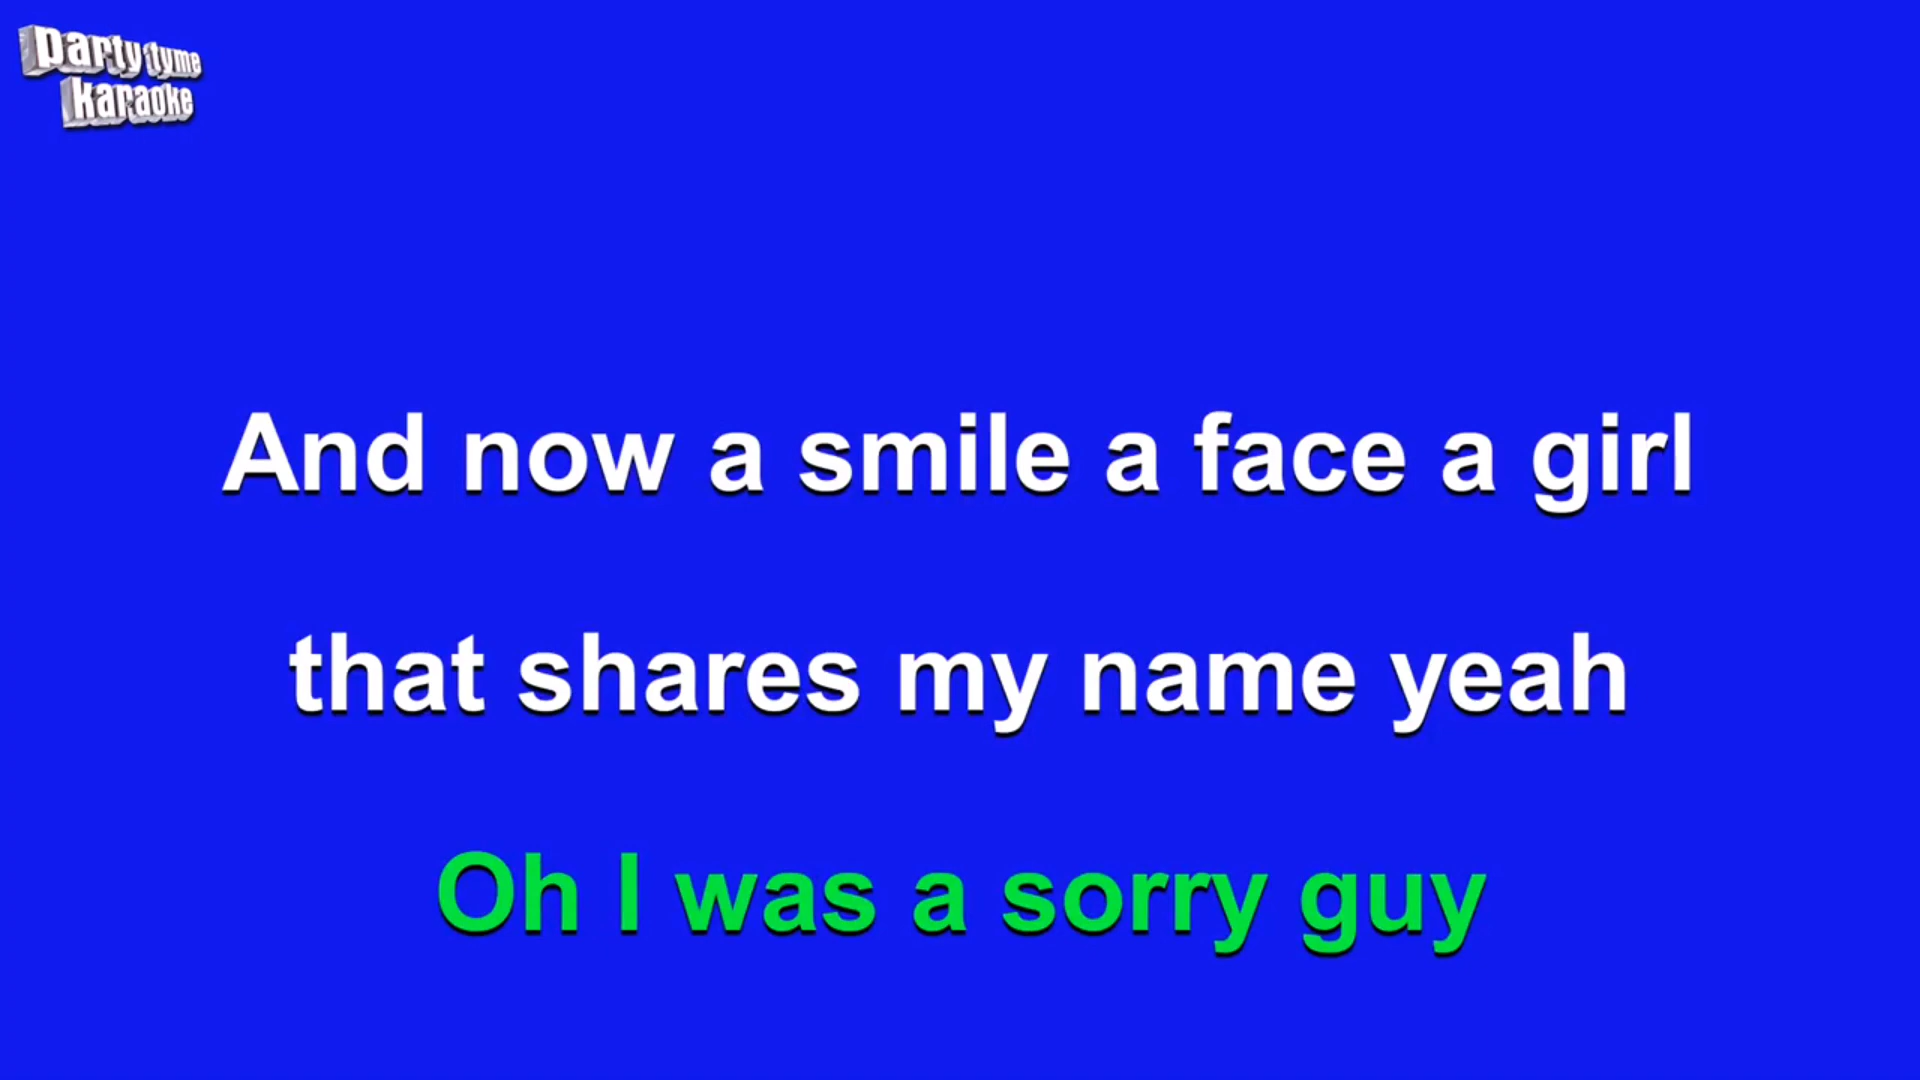 party tyme
karaoke
And now a smile a face a girl
that shares my name yeah
Oh I was a sorry guy